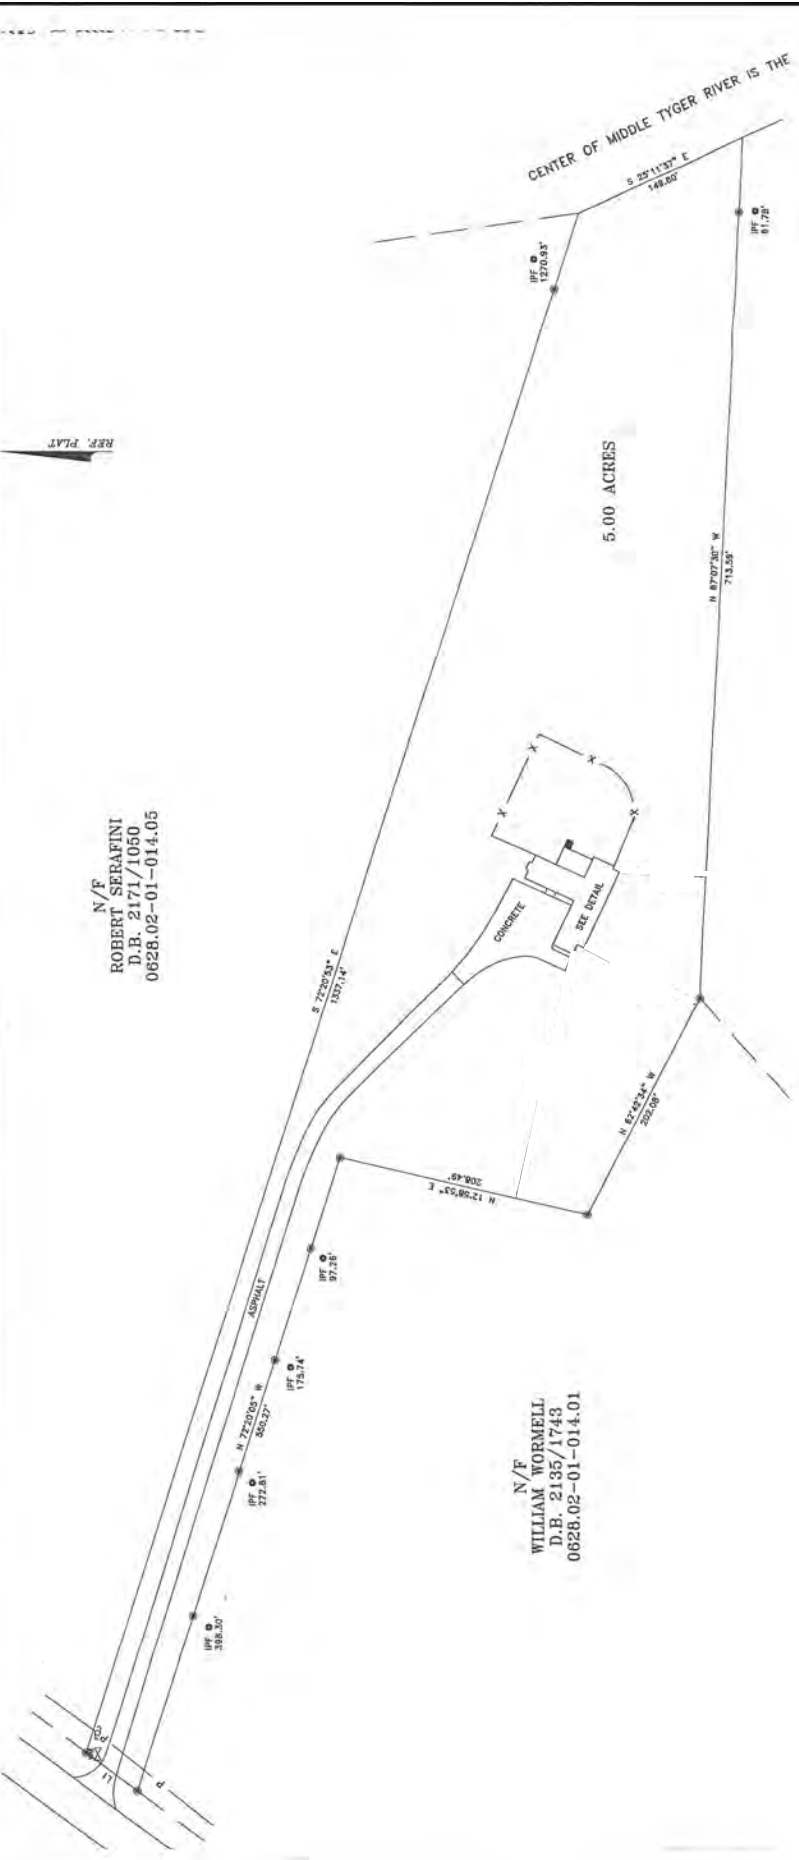 CENTER OF MIDDLE TYGER RIVER IS THE
S 25°11'37" E
149.80'
IPF @
61.78'
IPF @
1270.93'
REF. PLAT
5.00 ACRES
N 87°07'30" W
713.59'
N/F
ROBERT SERAFINI
D.B. 2171/1050
0628.02-01-014.05
S 72°20'53" E
1337.14'
CONCRETE
SEE DETAIL
N 62°42'34" W
202.08'
N 12°58'53" E
208.49'
ASPHALT
IPF @
97.26'
IPF @
175.74'
N 72°20'05" W
550.27'
IPF @
272.81'
IPF @
398.30'
N/F
WILLIAM WORMELL
D.B. 2135/1743
0628.02-01-014.01
P
P
L1